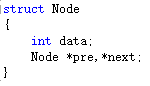 struct Node
{
    int data;
    Node *pre,*next;
}